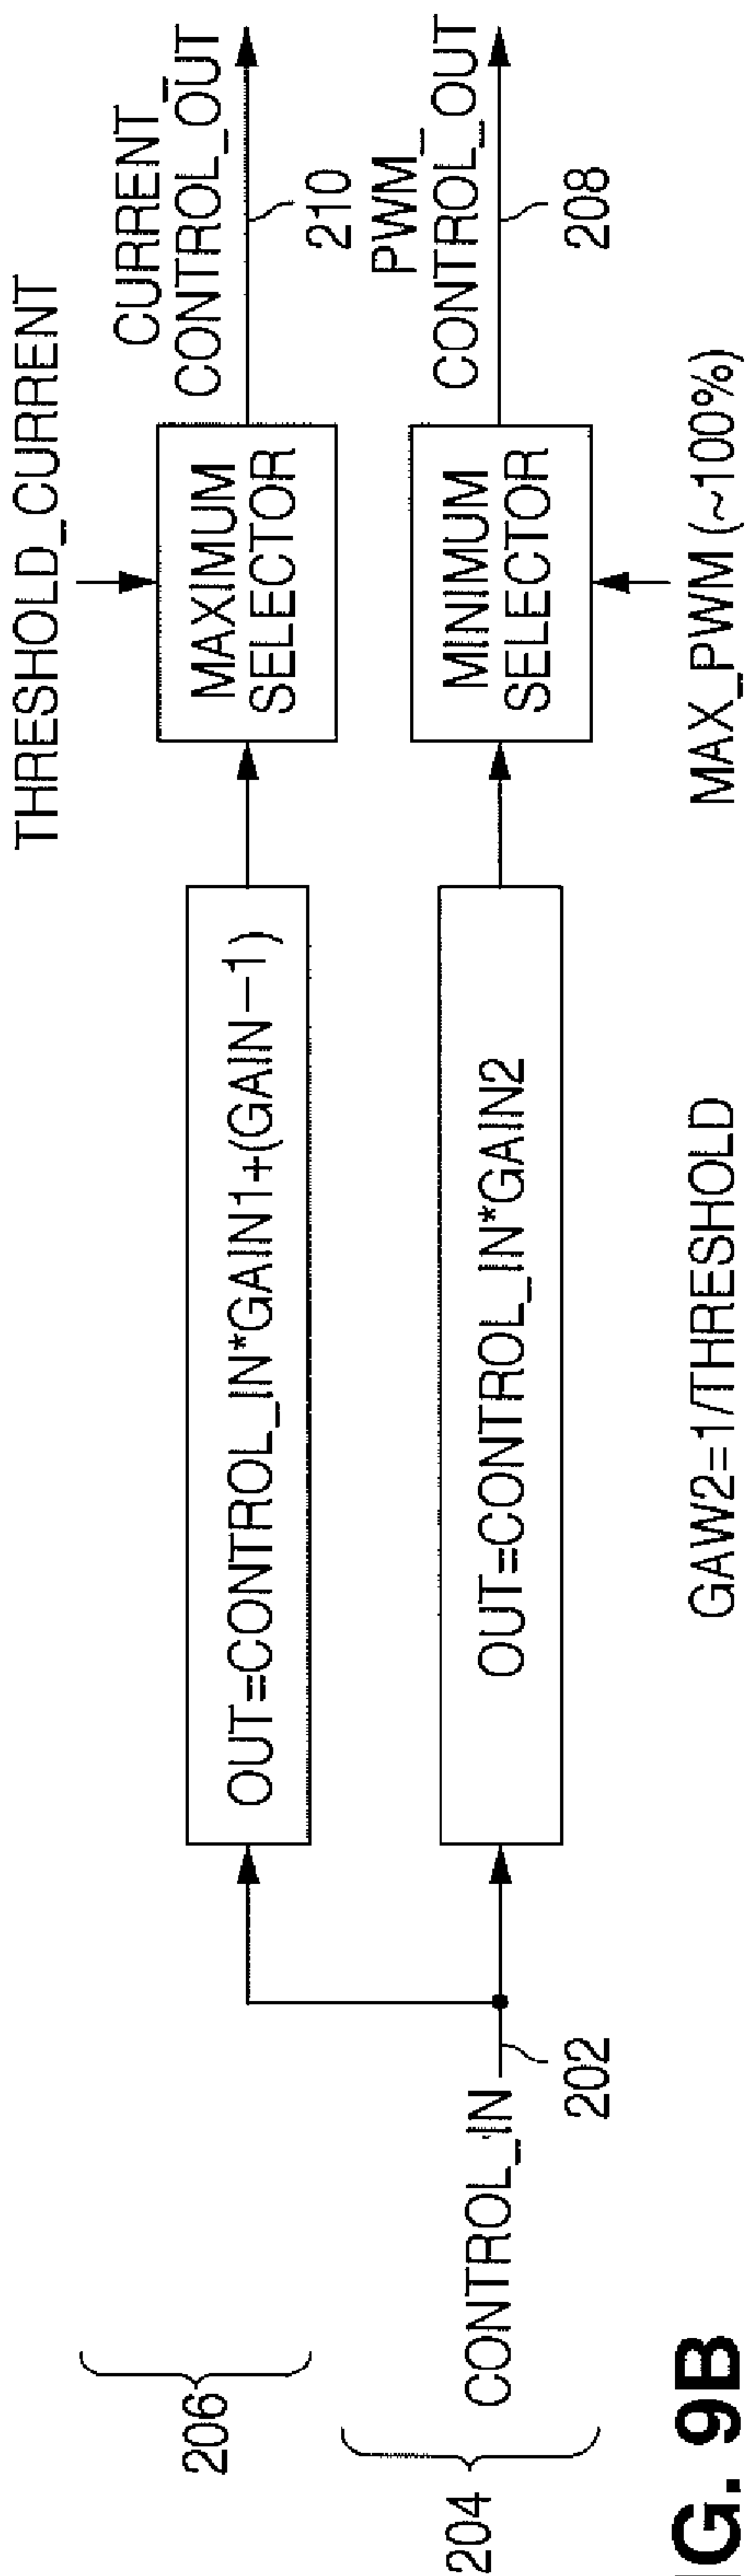 THRESHOLD_CURRENT
CURRENT_
CONTROL_OUT
206
OUT=CONTROL_IN*GAIN1+(GAIN-1)
MAXIMUM
SELECTOR
210
PWM_
CONTROL_OUT
204
CONTROL_IN
202
OUT=CONTROL_IN*GAIN2
MINIMUM
SELECTOR
208
GAW2=1/THRESHOLD
MAX_PWM (~100%)
G. 9B